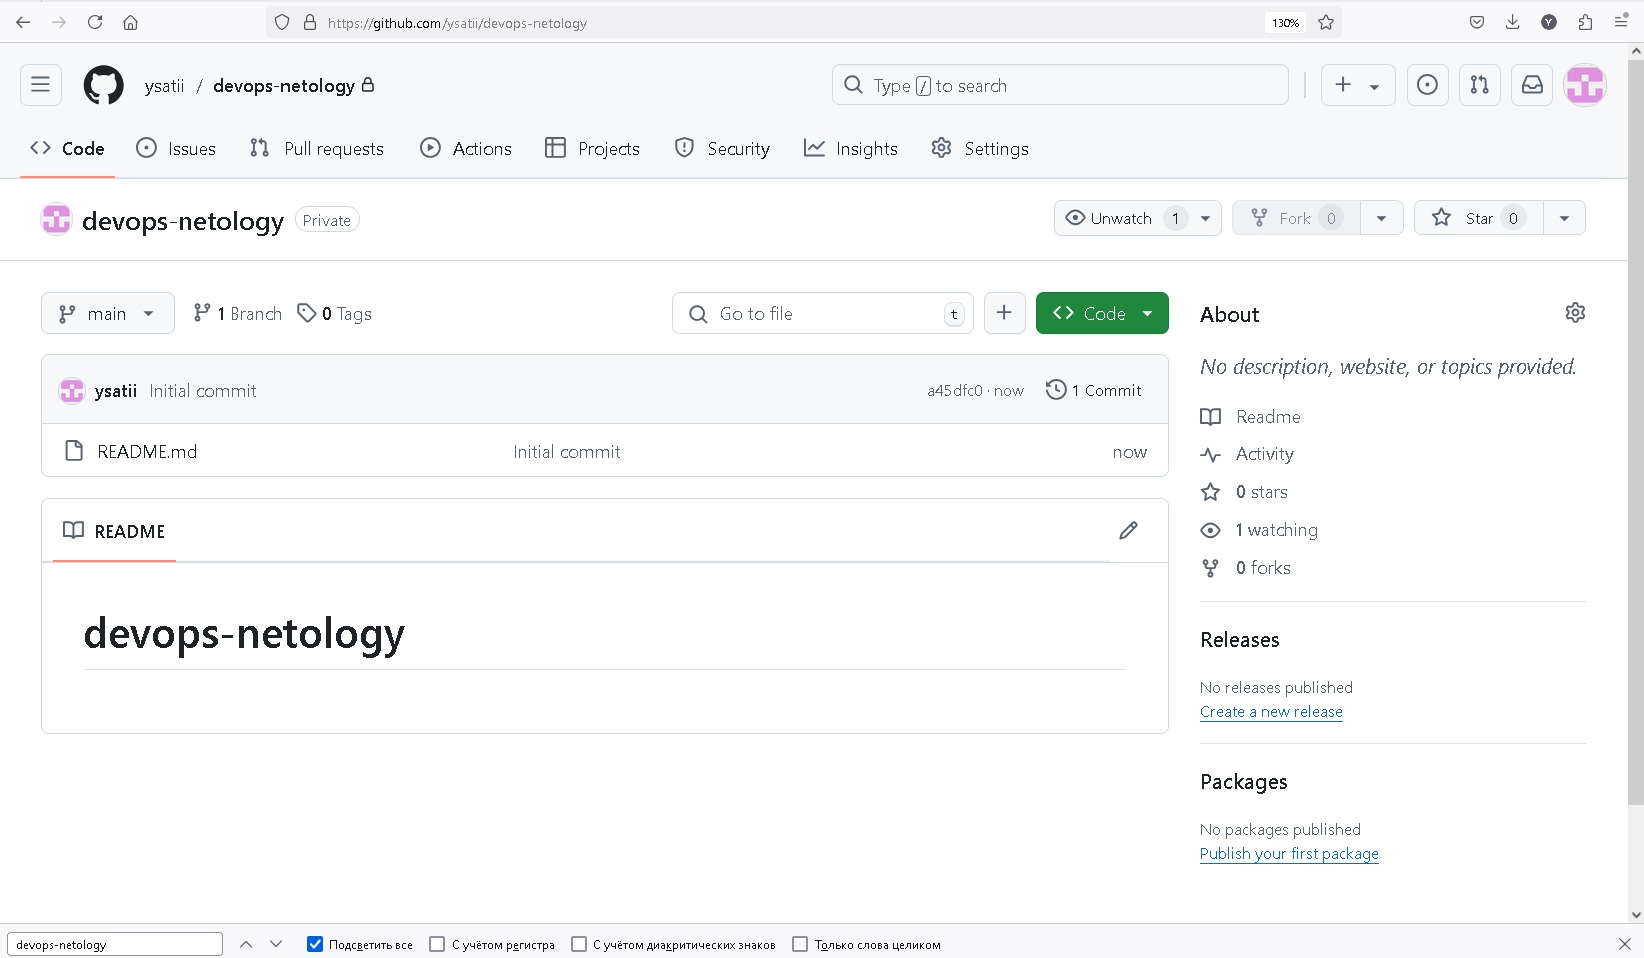 https://github.com/ysatii/devops-netology 130%
ysatii / devops-netology Type / to search
Code Issues Pull requests Actions Projects Security Insights Settings
devops-netology Private Unwatch 1 Fork 0 Star 0
main 1 Branch 0 Tags Go to file t Code
ysatii Initial commit a45dfc0 · now 1 Commit
README.md Initial commit now
README
devops-netology
About
No description, website, or topics provided.
Readme
Activity
0 stars
1 watching
0 forks
Releases
No releases published
Create a new release
Packages
No packages published
Publish your first package
devops-netology Подсветить все С учётом регистра С учётом диакритических знаков Только слова целиком